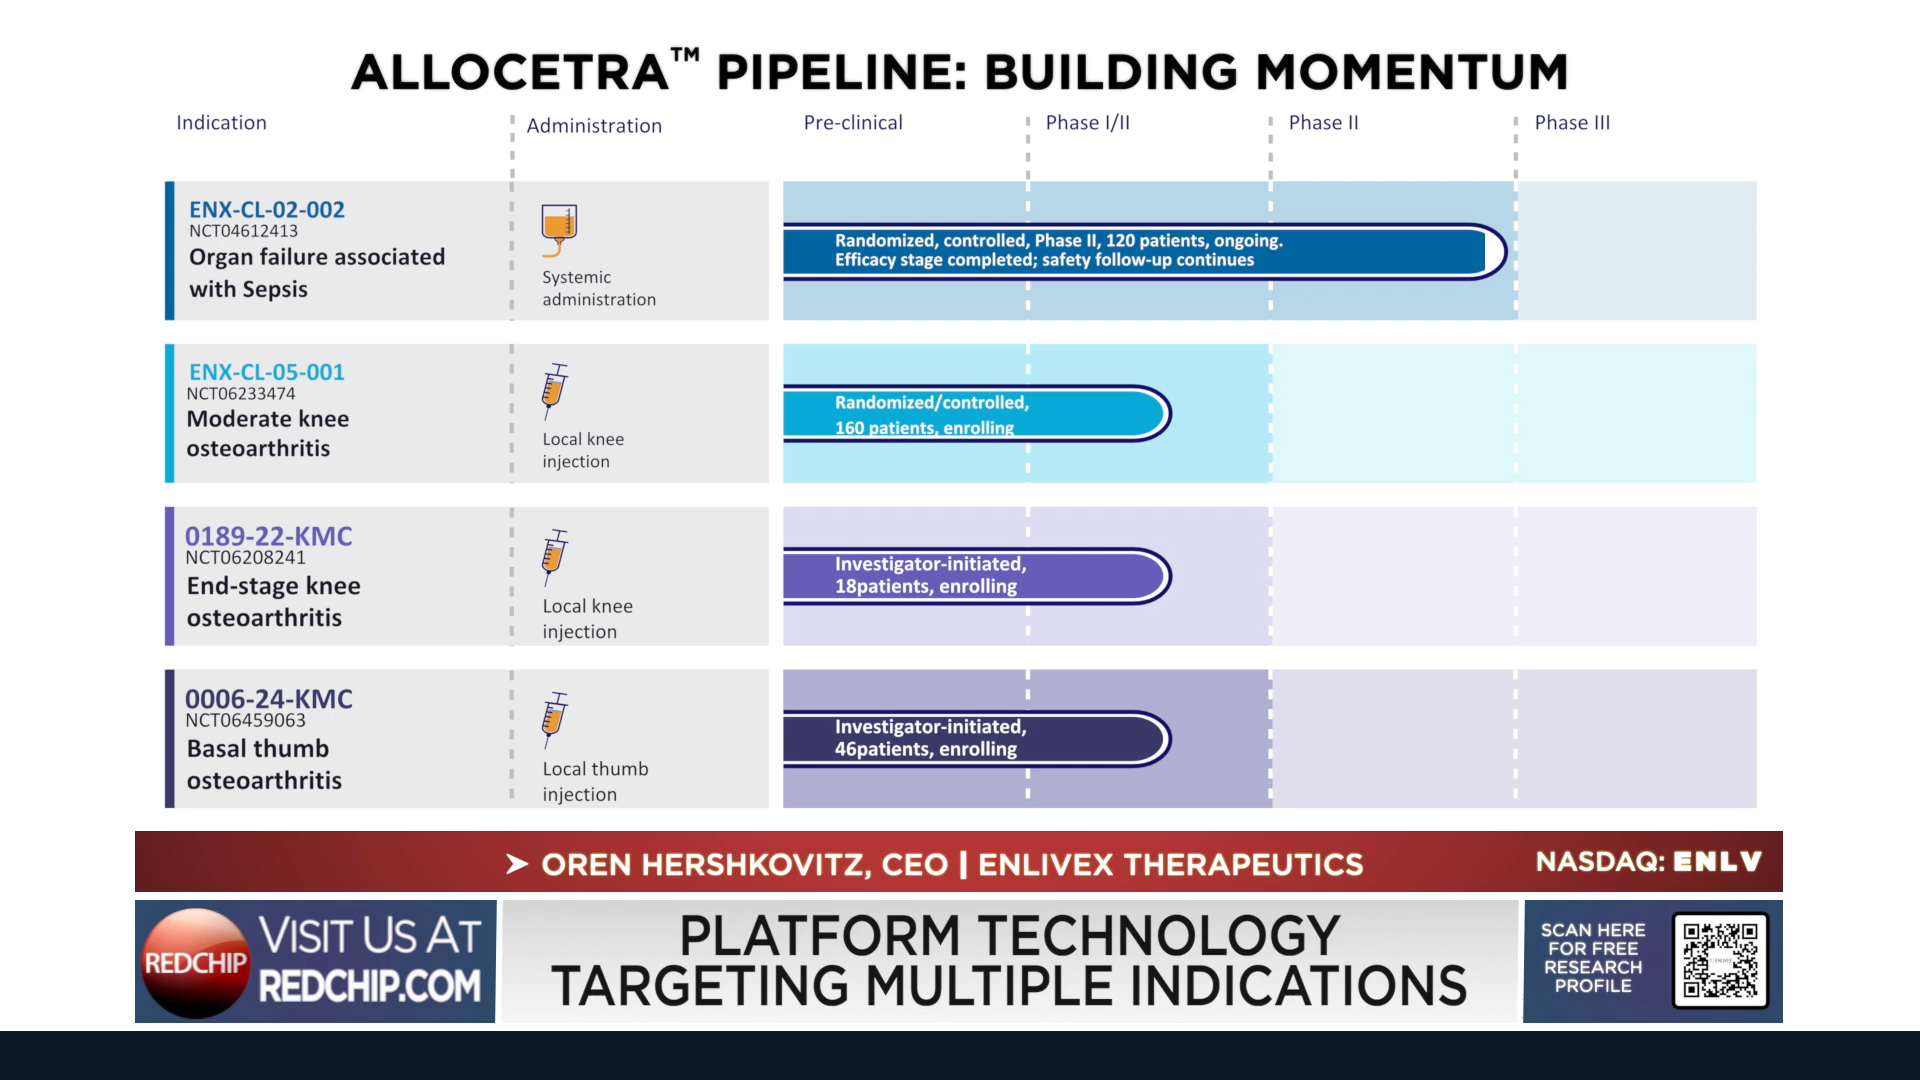 ALLOCETRA™ PIPELINE: BUILDING MOMENTUM
Indication
Administration
Pre-clinical
Phase I/II
Phase II
Phase III
ENX-CL-02-002
NCT04612413
Organ failure associated
with Sepsis
Systemic
administration
Randomized, controlled, Phase II, 120 patients, ongoing.
Efficacy stage completed; safety follow-up continues
ENX-CL-05-001
NCT06233474
Moderate knee
osteoarthritis
Local knee
injection
Randomized/controlled,
160 patients, enrolling
0189-22-KMC
NCT06208241
End-stage knee
osteoarthritis
Local knee
injection
Investigator-initiated,
18patients, enrolling
0006-24-KMC
NCT06459063
Basal thumb
osteoarthritis
Local thumb
injection
Investigator-initiated,
46patients, enrolling
OREN HERSHKOVITZ, CEO | ENLIVEX THERAPEUTICS
NASDAQ: ENLV
REDCHIP
VISIT US AT
REDCHIP.COM
PLATFORM TECHNOLOGY
TARGETING MULTIPLE INDICATIONS
SCAN HERE
FOR FREE
RESEARCH
PROFILE
ENLIVEX